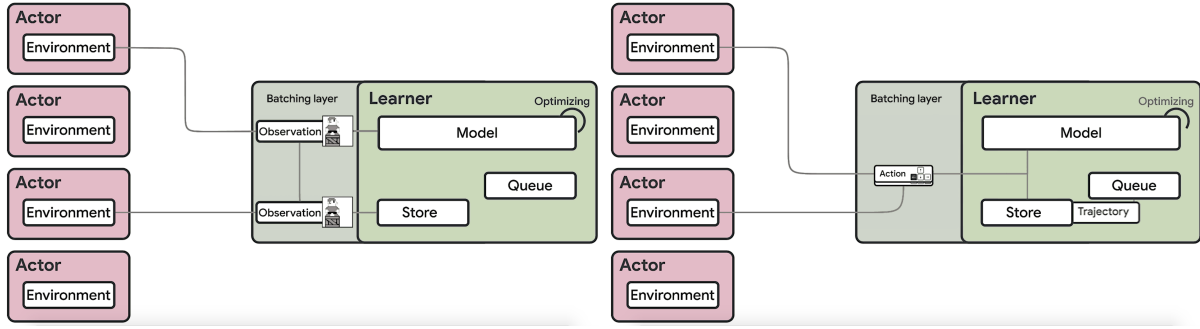 Actor
Environment
Actor
Environment
Actor
Environment
Actor
Environment
Batching layer
Learner
Optimizing
Observation
Model
Queue
Observation
Store
Actor
Environment
Actor
Environment
Actor
Environment
Actor
Environment
Batching layer
Learner
Optimizing
Model
Action
Queue
Store
Trajectory